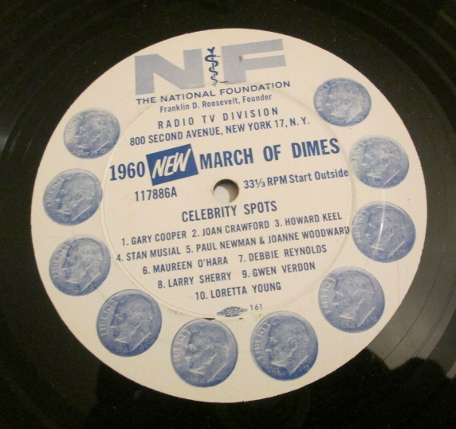 NF
THE NATIONAL FOUNDATION
Franklin D. Roosevelt, Founder
RADIO TV DIVISION
800 SECOND AVENUE, NEW YORK 17, N.Y.
1960 NEW MARCH OF DIMES
117886A
33⅓ RPM Start Outside
CELEBRITY SPOTS
1. GARY COOPER 2. JOAN CRAWFORD 3. HOWARD KEEL
4. STAN MUSIAL 5. PAUL NEWMAN & JOANNE WOODWARD
6. MAUREEN O'HARA 7. DEBBIE REYNOLDS
8. LARRY SHERRY 9. GWEN VERDON
10. LORETTA YOUNG
161